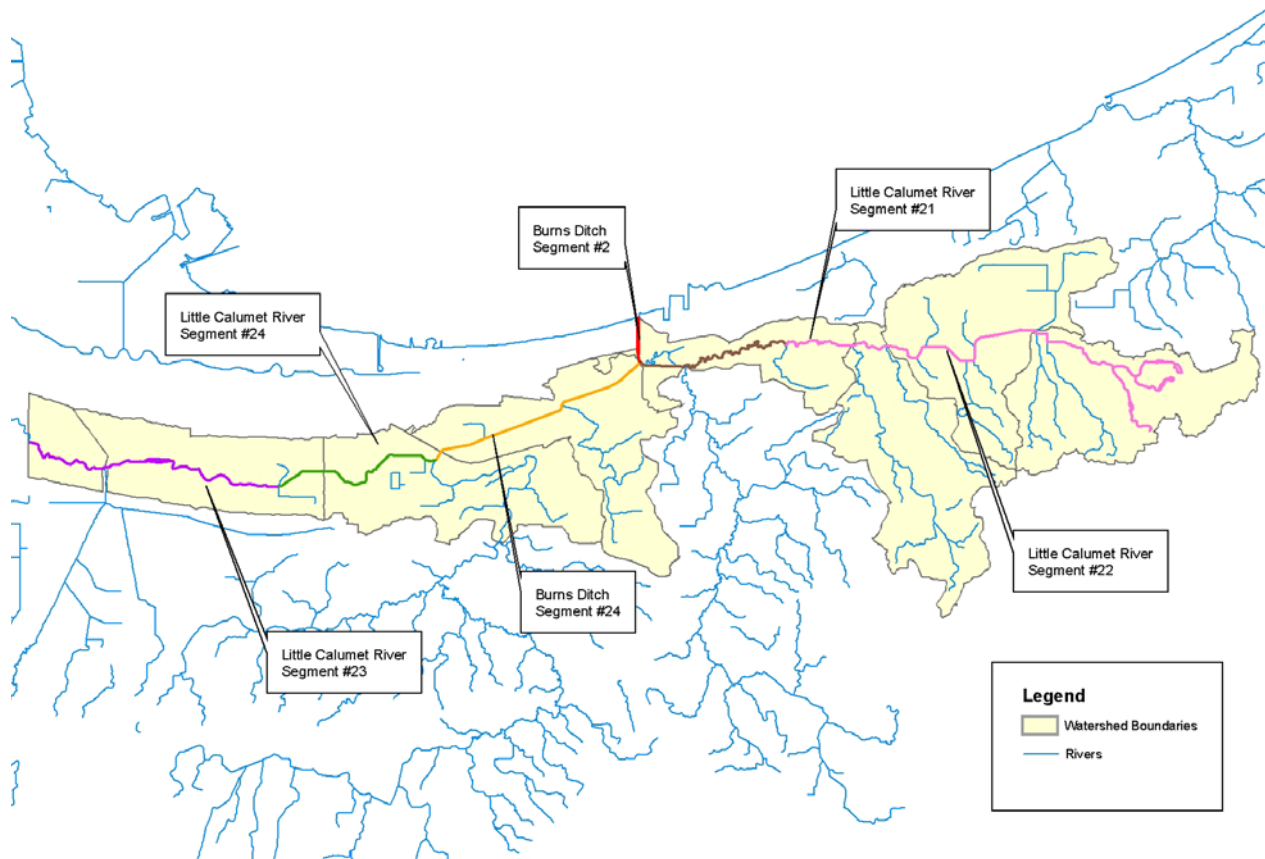 Little Calumet River
Segment #21
Burns Ditch
Segment #2
Little Calumet River
Segment #24
Little Calumet River
Segment #22
Burns Ditch
Segment #24
Little Calumet River
Segment #23
Legend
Watershed Boundaries
Rivers